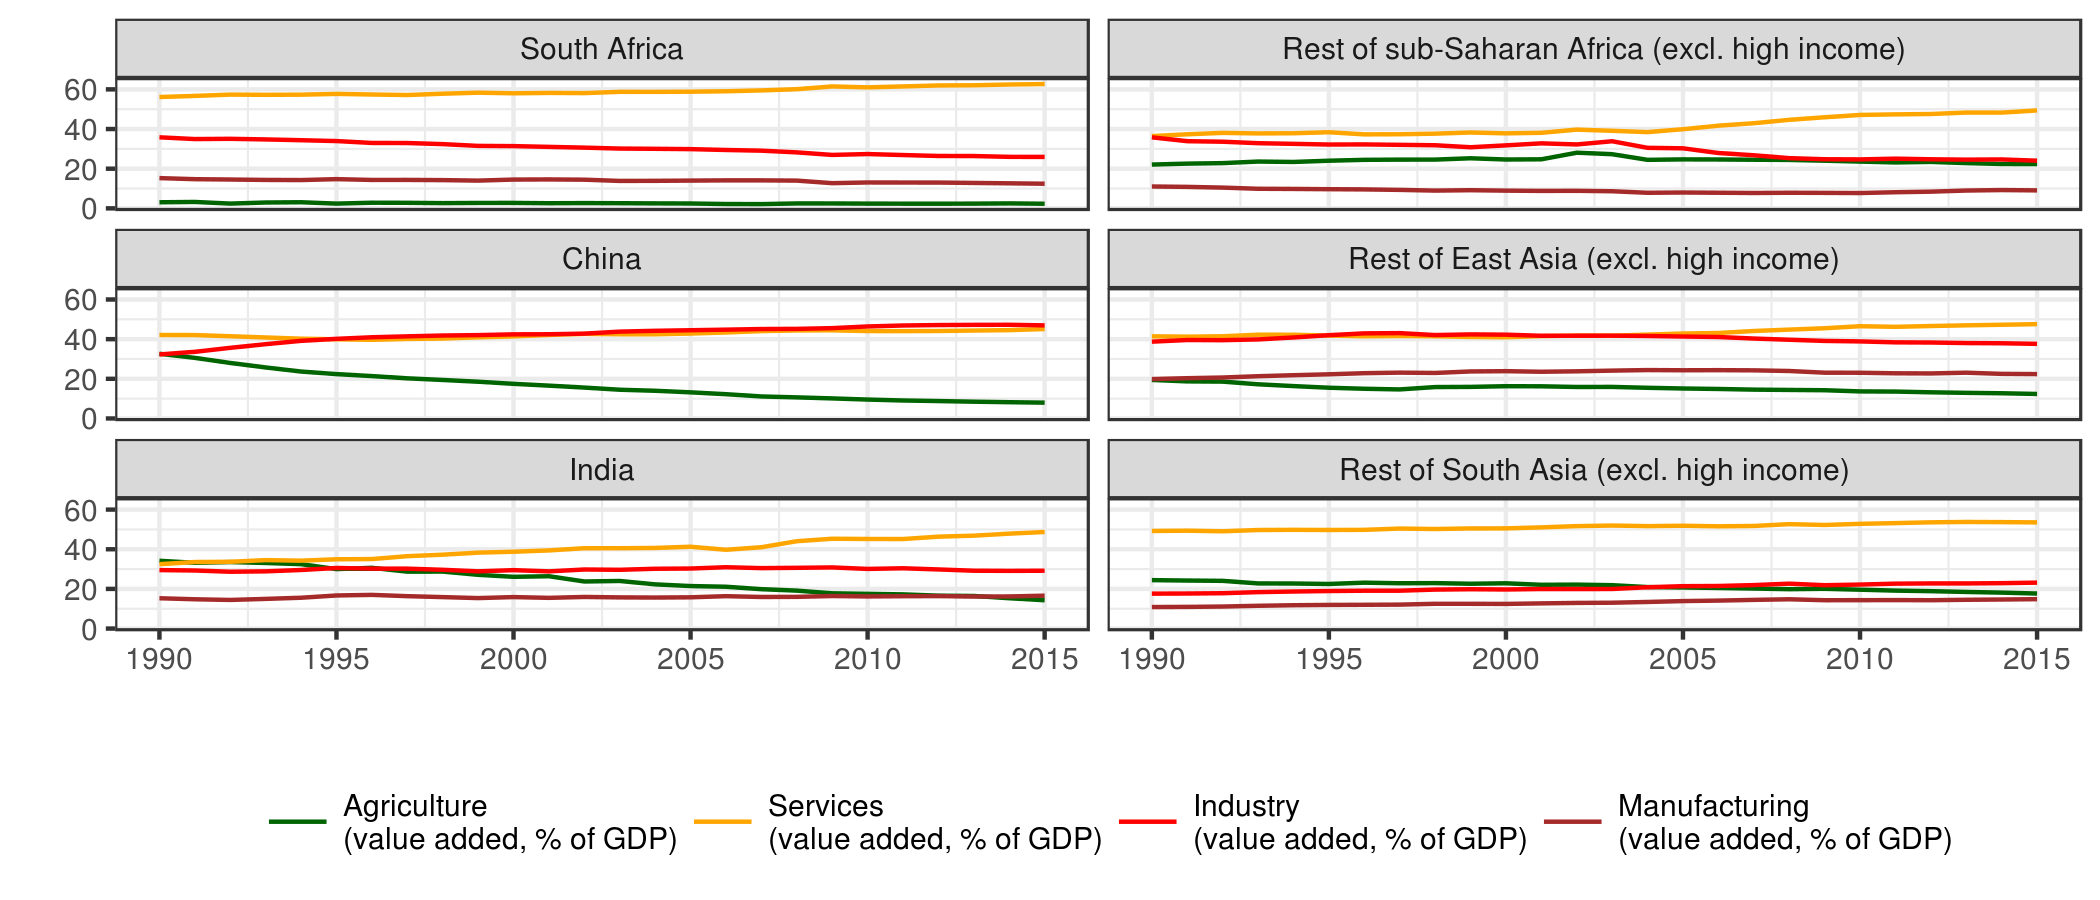 South Africa
Rest of sub-Saharan Africa (excl. high income)
60
40
20
0
China
Rest of East Asia (excl. high income)
60
40
20
0
India
Rest of South Asia (excl. high income)
60
40
20
0
1990 1995 2000 2005 2010 2015
1990 1995 2000 2005 2010 2015
Agriculture
(value added, % of GDP)
Services
(value added, % of GDP)
Industry
(value added, % of GDP)
Manufacturing
(value added, % of GDP)